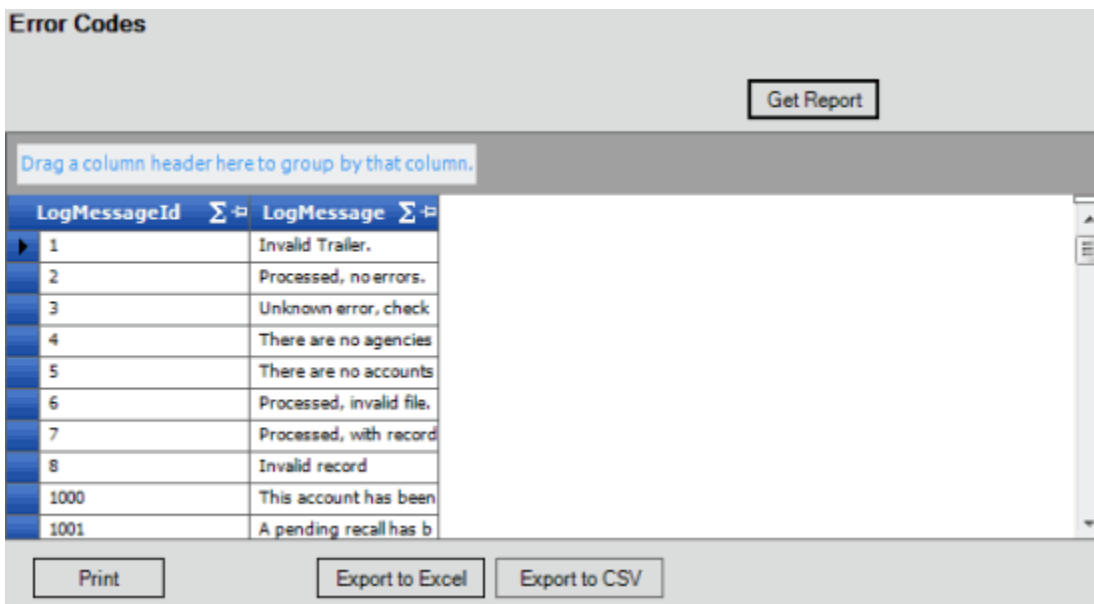 Error Codes
Get Report
Drag a column header here to group by that column.
LogMessageId Σ LogMessage Σ
1 Invalid Trailer.
2 Processed, no errors.
3 Unknown error, check
4 There are no agencies
5 There are no accounts
6 Processed, invalid file.
7 Processed, with record
8 Invalid record
1000 This account has been
1001 A pending recall has b
Print Export to Excel Export to CSV